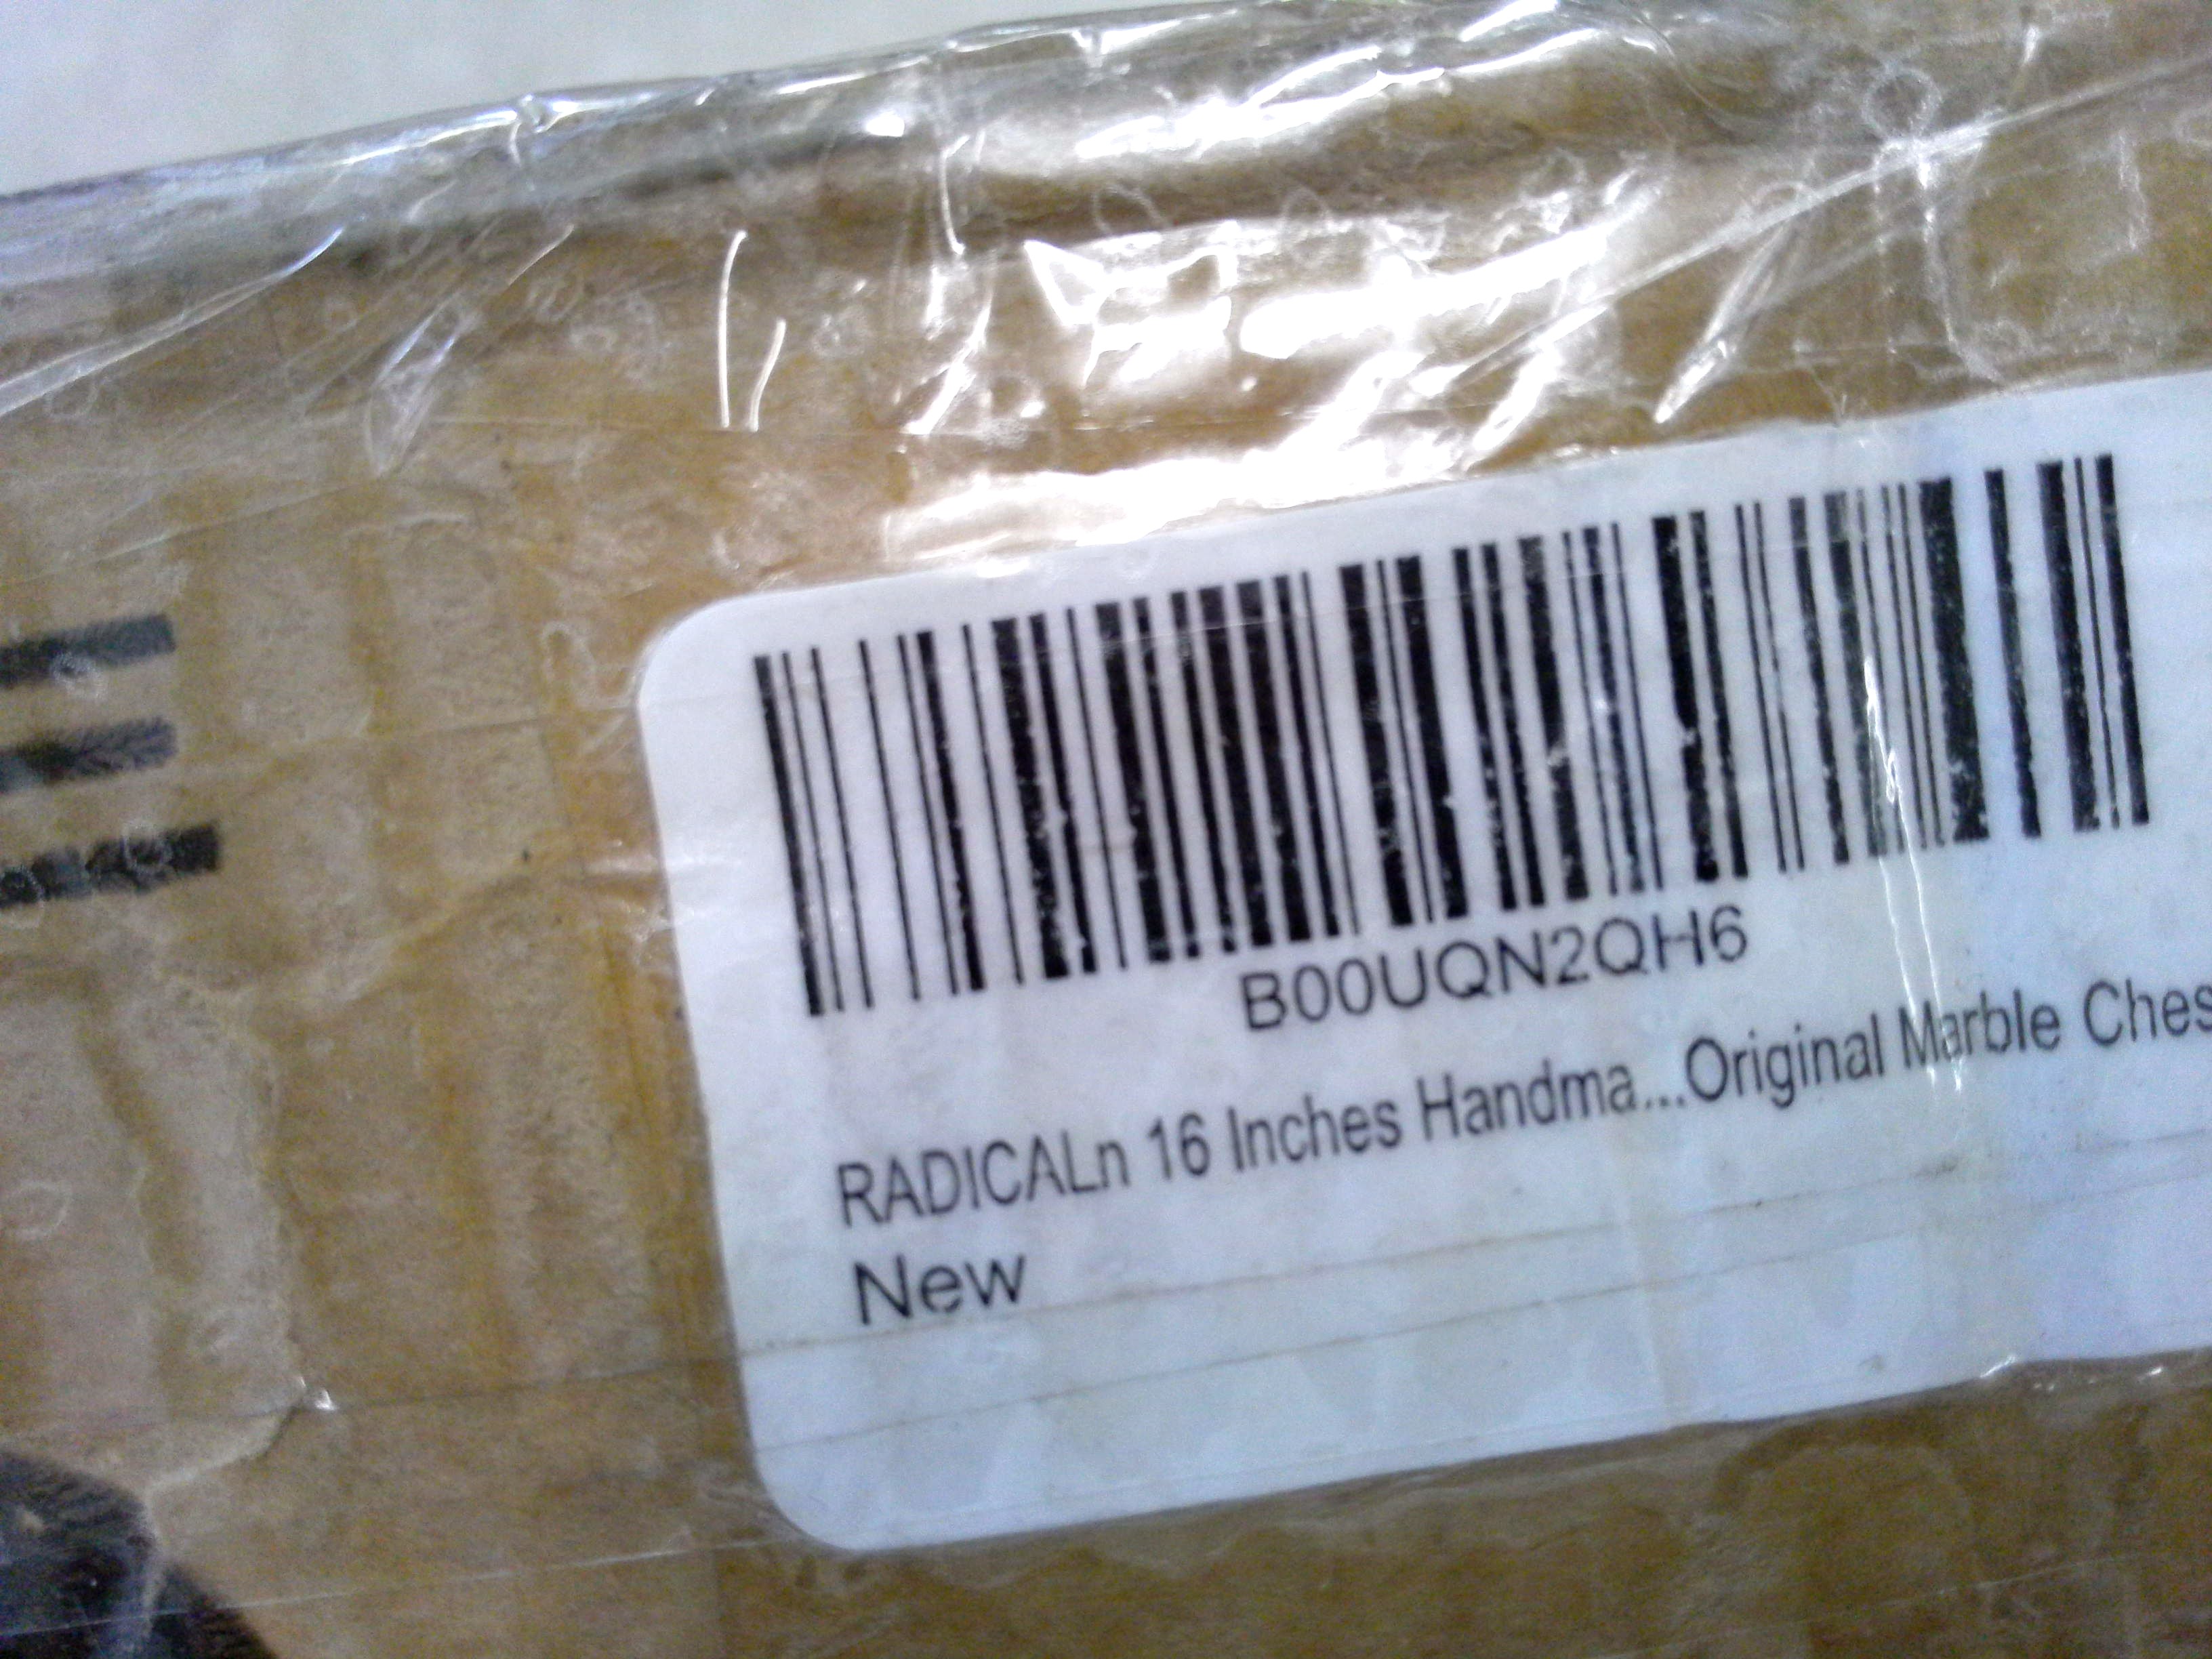 B00UQN2QH6
RADICALn 16 Inches Handma...Original Marble Ches
New